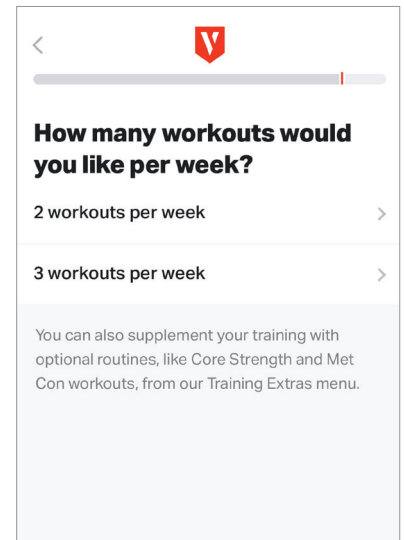 How many workouts would
you like per week?
2 workouts per week
3 workouts per week
You can also supplement your training with
optional routines, like Core Strength and Met
Con workouts, from our Training Extras menu.